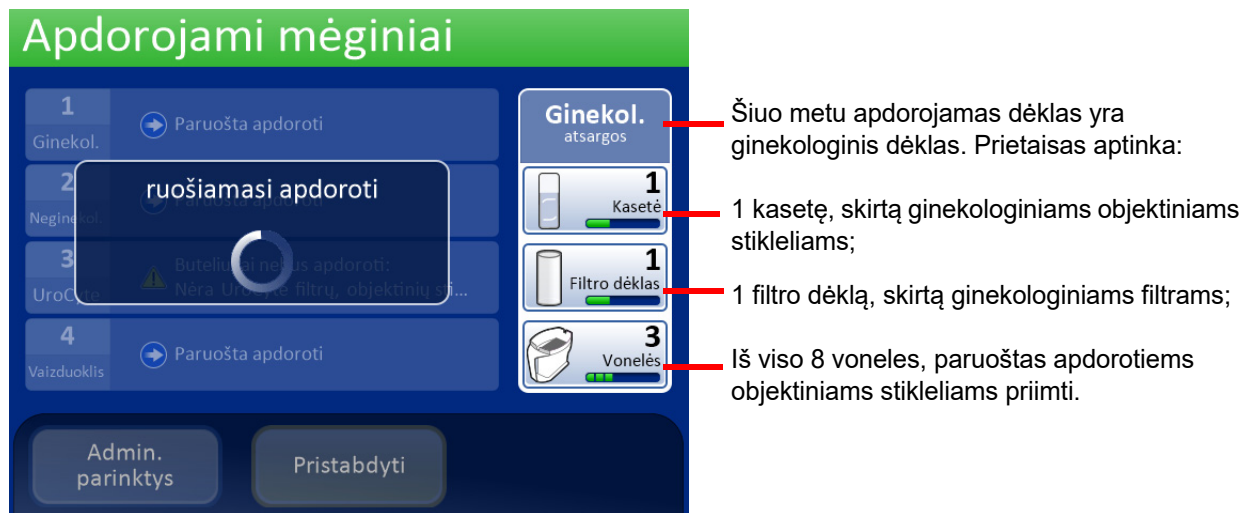 Apdorojami mėginiai
1
Ginekol.
Paruošta apdoroti
2
Neginekol.
Paruošta apdoroti
ruošiamasi apdoroti
3
UroCyte
Buteliukai nebus apdoroti:
Nėra UroCyte filtrų, objektinių sti...
4
Vaizduoklis
Paruošta apdoroti
Ginekol.
atsargos
1
Kasetė
1
Filtro dėklas
3
Vonelės
Admin.
parinktys
Pristabdyti
Šiuo metu apdorojamas dėklas yra
ginekologinis dėklas. Prietaisas aptinka:
1 kasetę, skirtą ginekologiniams objektiniams
stikleliams;
1 filtro dėklą, skirtą ginekologiniams filtrams;
Iš viso 8 voneles, paruoštas apdorotiems
objektiniams stikleliams priimti.